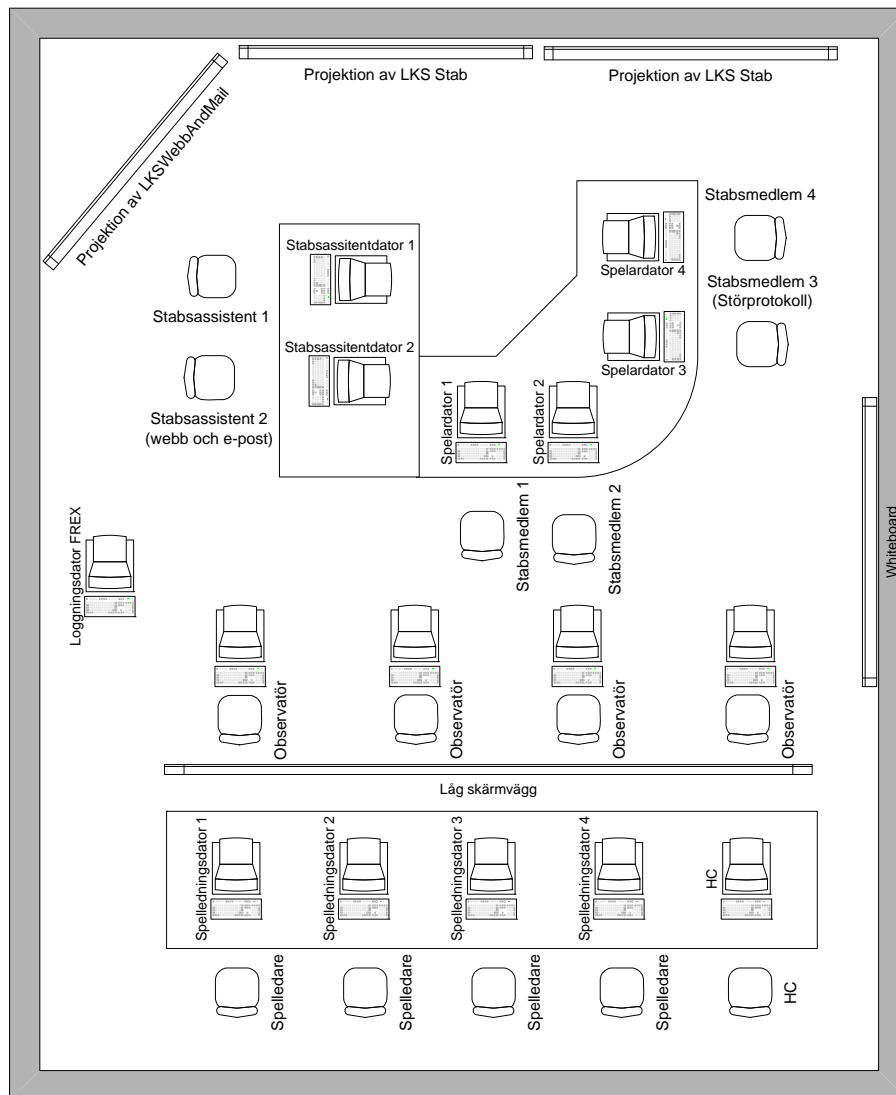 Projektion av LKS Stab
Projektion av LKS Stab
Projektion av LKSWebbAndMail
Stabsmedlem 4
Stabsassitentdator 1
Spelardator 4
Stabsmedlem 3
(Störprotokoll)
Stabsassistent 1
Stabsassitentdator 2
Spelardator 3
Spelardator 1
Spelardator 2
Stabsassistent 2
(webb och e-post)
Stabsmedlem 1
Stabsmedlem 2
Whiteboard
Loggningsdator FREX
Observatör
Observatör
Observatör
Observatör
Låg skärmvägg
Spelledningsdator 1
Spelledningsdator 2
Spelledningsdator 3
Spelledningsdator 4
HC
Spelledare
Spelledare
Spelledare
Spelledare
HC